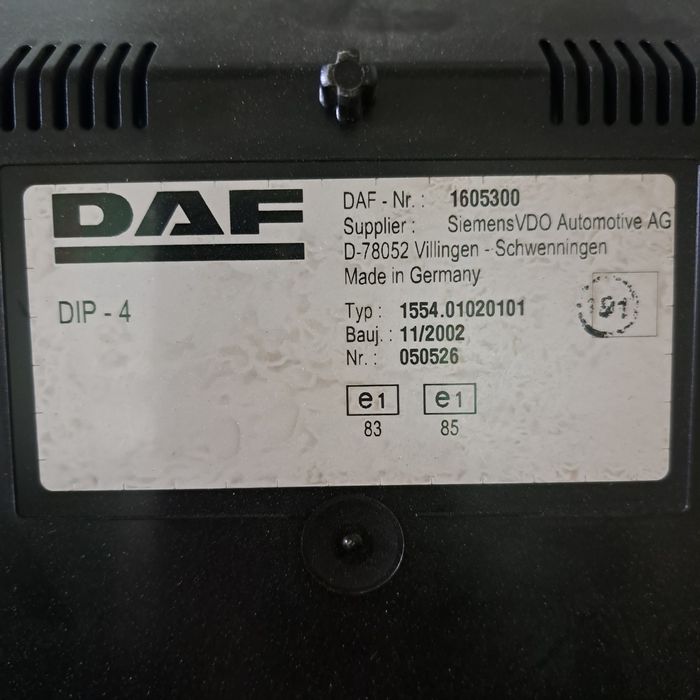 DAF
DAF - Nr. : 1605300
Supplier : SiemensVDO Automotive AG
D-78052 Villingen - Schwenningen
Made in Germany
DIP - 4
Typ : 1554.01020101
Bauj. : 11/2002
Nr. : 050526
191
e1 e1
83 85